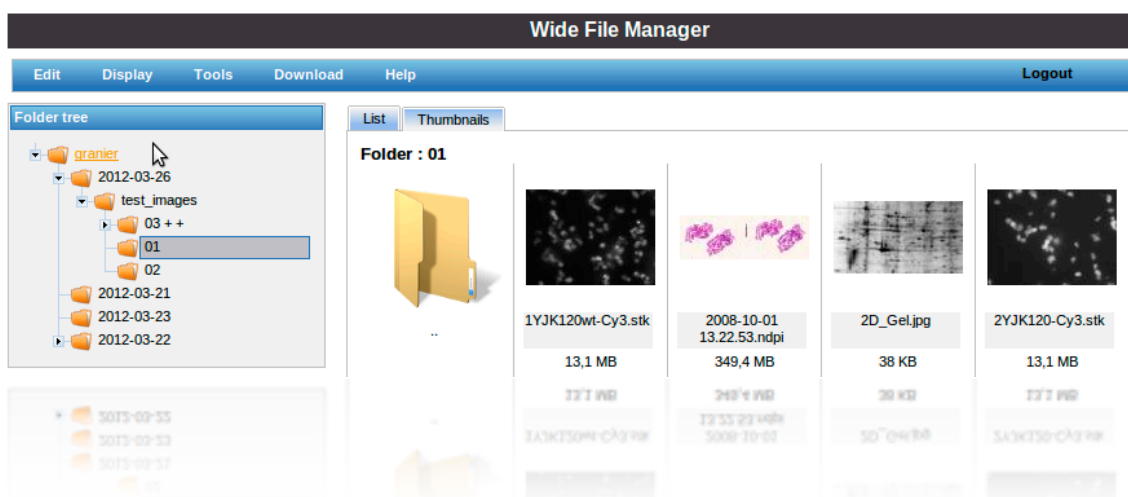 Wide File Manager
Edit Display Tools Download Help Logout
Folder tree
granier
2012-03-26
test_images
03 + +
01
02
2012-03-21
2012-03-23
2012-03-22
List Thumbnails
Folder : 01
..
1YJK120wt-Cy3.stk
13,1 MB
2008-10-01
13.22.53.ndpi
349,4 MB
2D_Gel.jpg
38 KB
2YJK120-Cy3.stk
13,1 MB